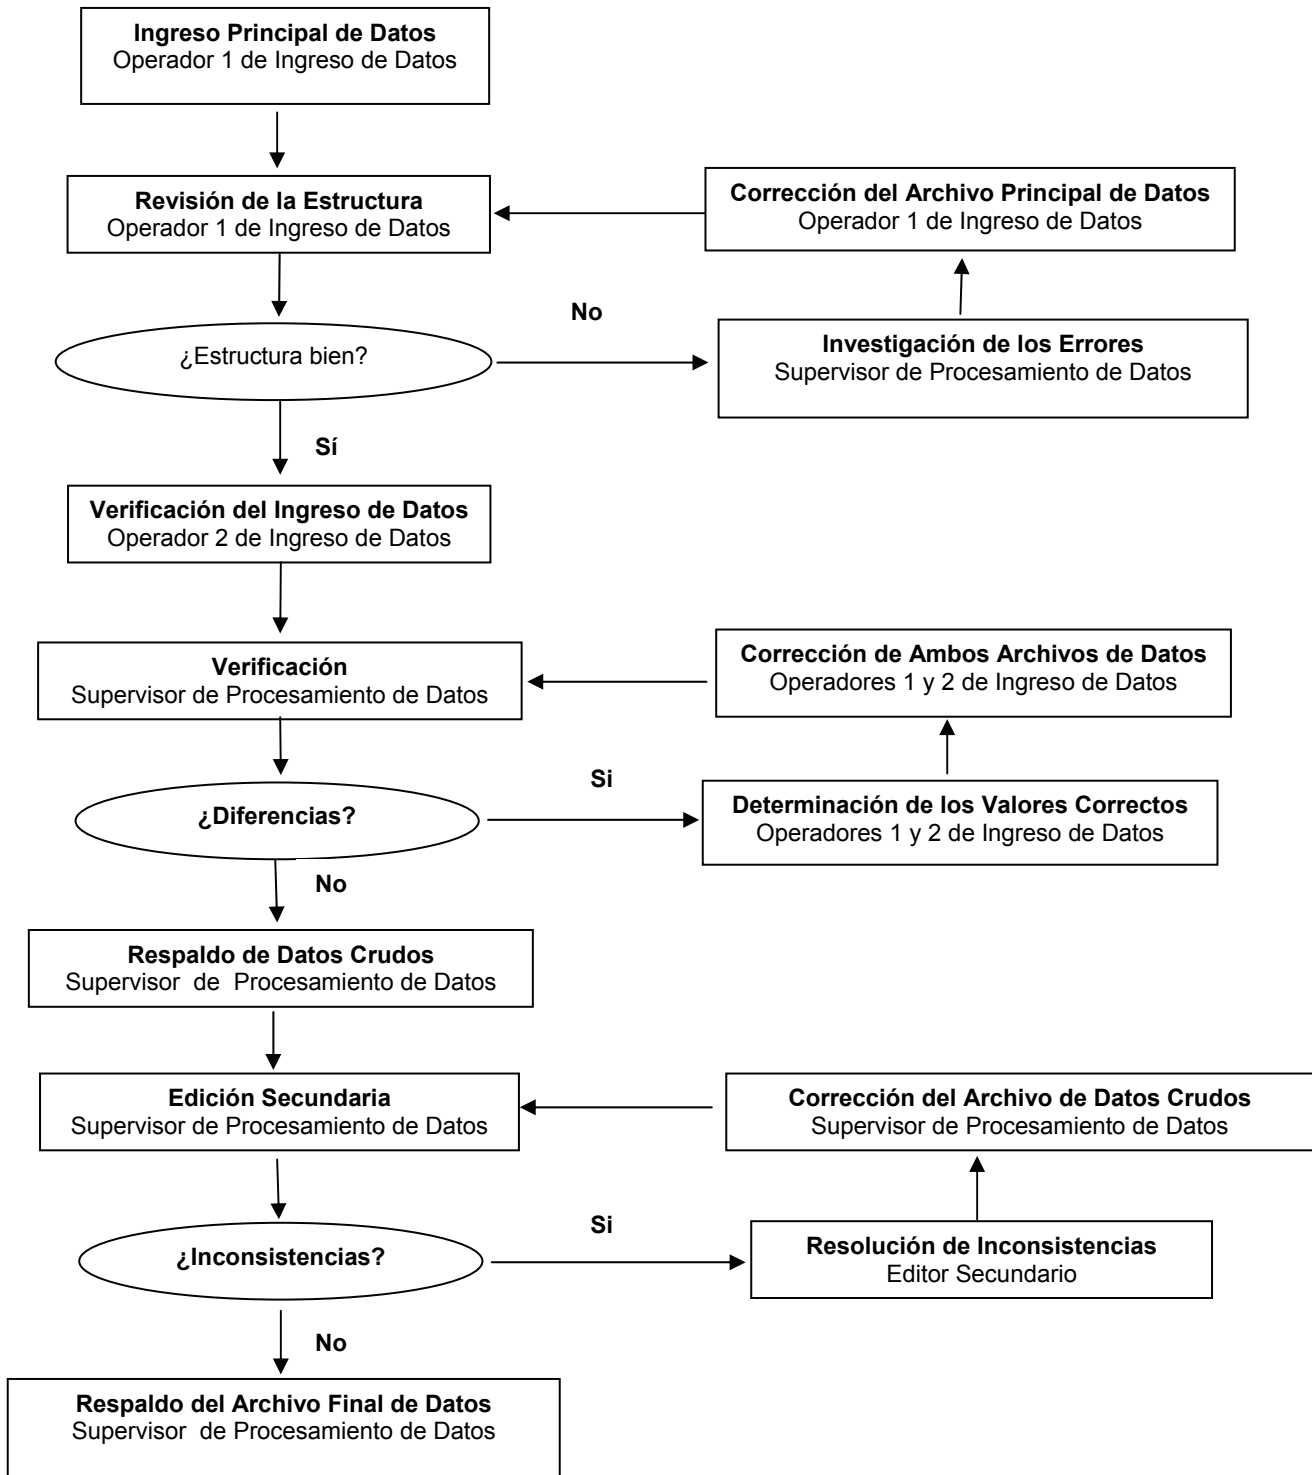 Ingreso Principal de Datos
Operador 1 de Ingreso de Datos
Revisión de la Estructura
Operador 1 de Ingreso de Datos
Corrección del Archivo Principal de Datos
Operador 1 de Ingreso de Datos
No
¿Estructura bien?
Investigación de los Errores
Supervisor de Procesamiento de Datos
Sí
Verificación del Ingreso de Datos
Operador 2 de Ingreso de Datos
Verificación
Supervisor de Procesamiento de Datos
Corrección de Ambos Archivos de Datos
Operadores 1 y 2 de Ingreso de Datos
Si
¿Diferencias?
Determinación de los Valores Correctos
Operadores 1 y 2 de Ingreso de Datos
No
Respaldo de Datos Crudos
Supervisor de Procesamiento de Datos
Edición Secundaria
Supervisor de Procesamiento de Datos
Corrección del Archivo de Datos Crudos
Supervisor de Procesamiento de Datos
Si
¿Inconsistencias?
Resolución de Inconsistencias
Editor Secundario
No
Respaldo del Archivo Final de Datos
Supervisor de Procesamiento de Datos